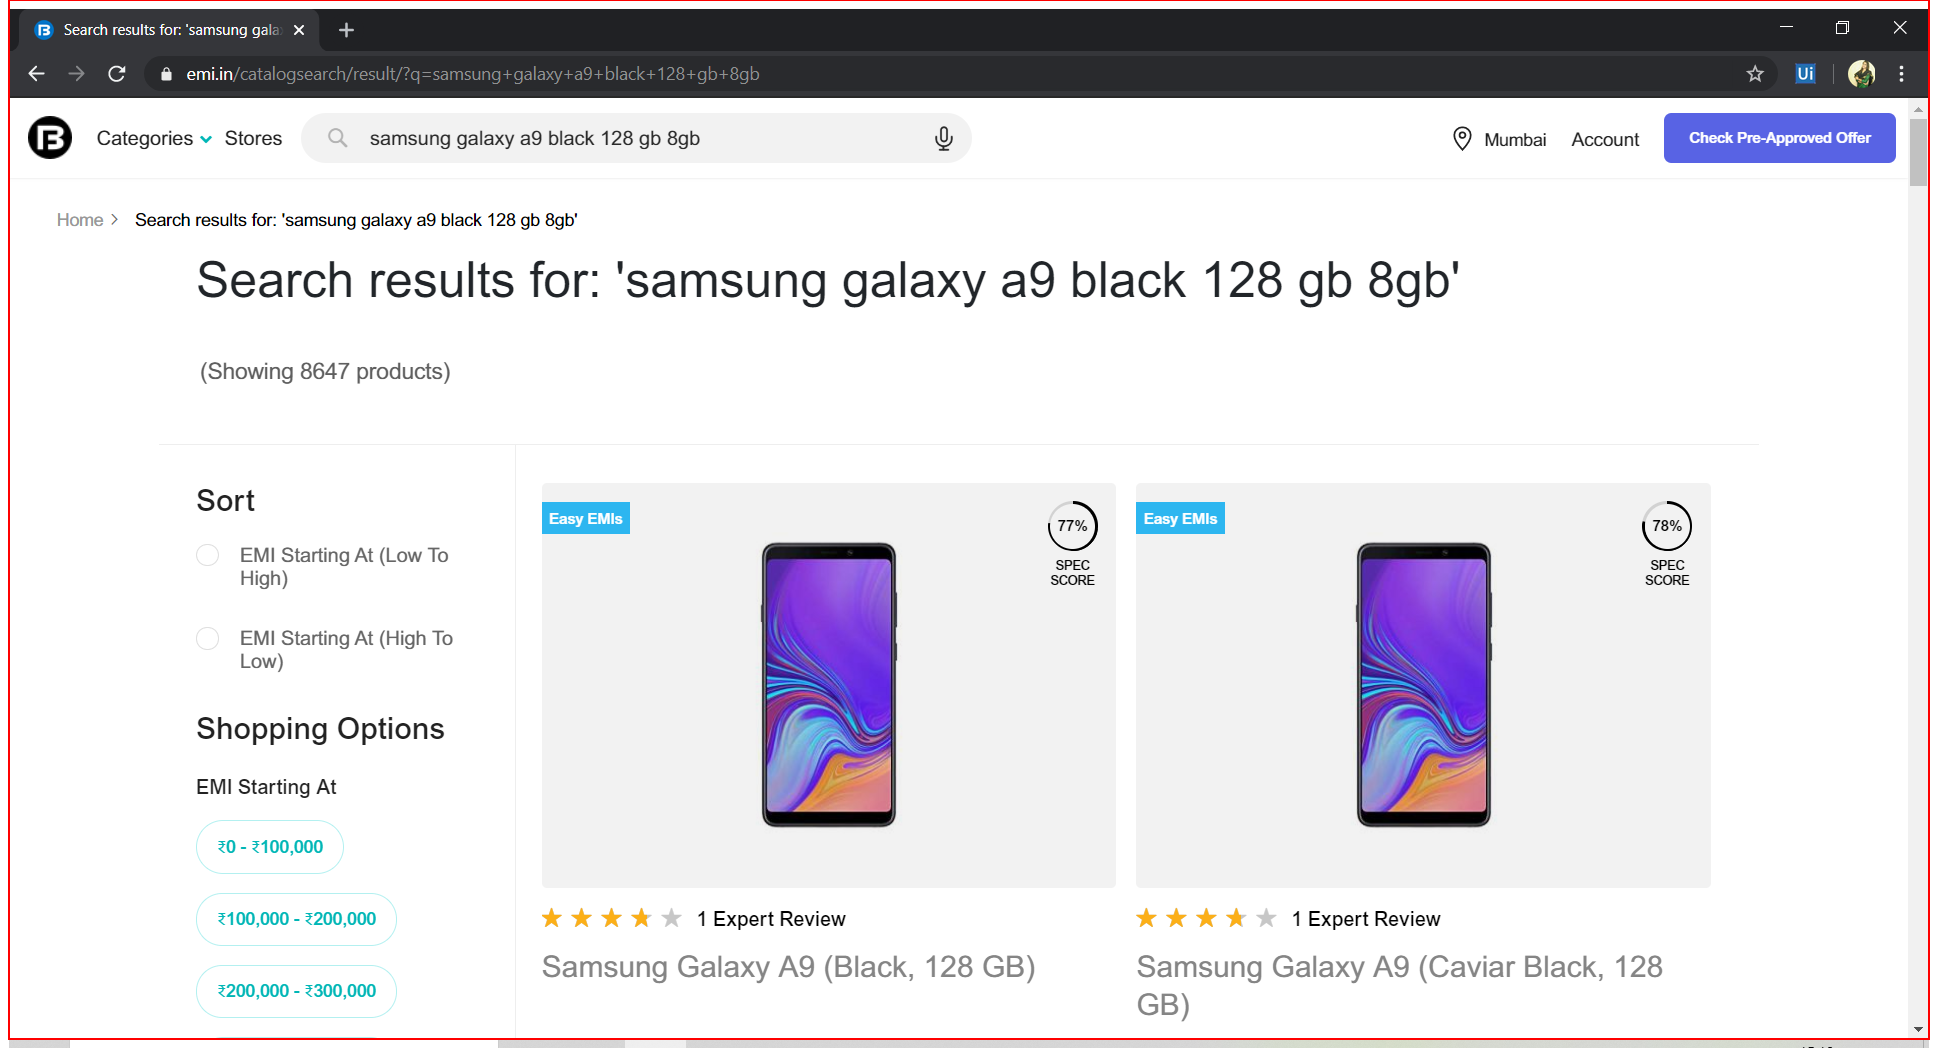 Search results for: 'samsung gala
emi.in/catalogsearch/result/?q=samsung+galaxy+a9+black+128+gb+8gb
Ui
Categories
Stores
samsung galaxy a9 black 128 gb 8gb
Mumbai
Account
Check Pre-Approved Offer
Home
Search results for: 'samsung galaxy a9 black 128 gb 8gb'
Search results for: 'samsung galaxy a9 black 128 gb 8gb'
(Showing 8647 products)
Sort
EMI Starting At (Low To
High)
EMI Starting At (High To
Low)
Shopping Options
EMI Starting At
₹0 - ₹100,000
₹100,000 - ₹200,000
₹200,000 - ₹300,000
Easy EMIs
77%
SPEC
SCORE
1 Expert Review
Samsung Galaxy A9 (Black, 128 GB)
Easy EMIs
78%
SPEC
SCORE
1 Expert Review
Samsung Galaxy A9 (Caviar Black, 128
GB)